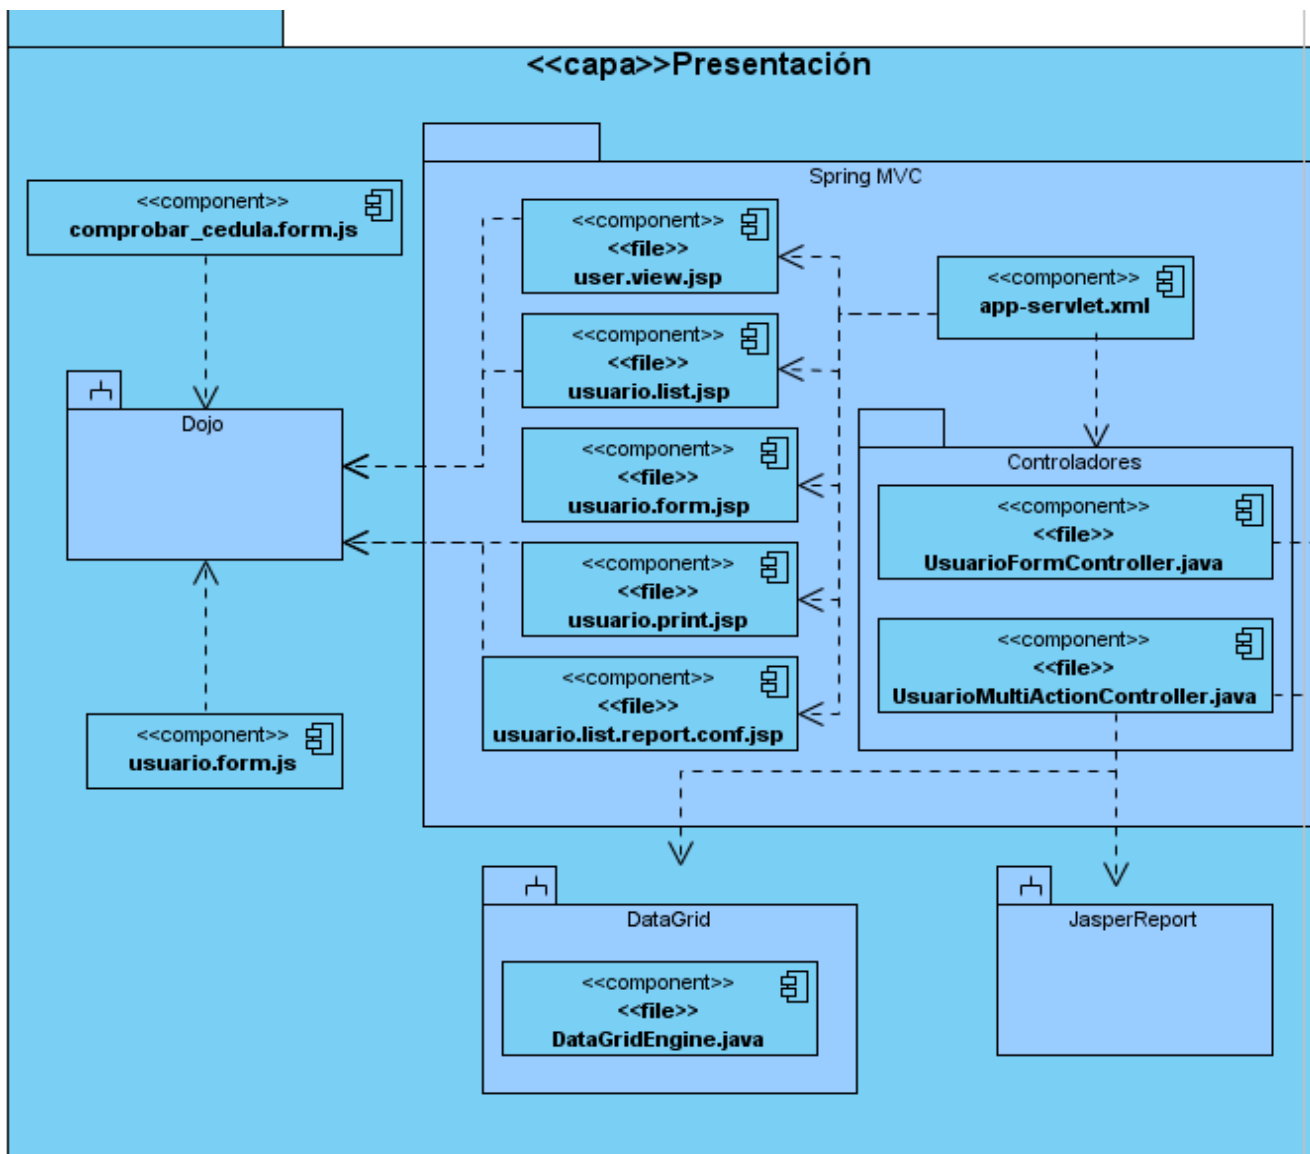 <<capa>>Presentación
<<component>>
comprobar_cedula.form.js
Dojo
<<component>>
usuario.form.js
Spring MVC
<<component>>
<<file>>
user.view.jsp
<<component>>
<<file>>
usuario.list.jsp
<<component>>
<<file>>
usuario.form.jsp
<<component>>
<<file>>
usuario.print.jsp
<<component>>
<<file>>
usuario.list.report.conf.jsp
<<component>>
app-servlet.xml
Controladores
<<component>>
<<file>>
UsuarioFormController.java
<<component>>
<<file>>
UsuarioMultiActionController.java
DataGrid
<<component>>
<<file>>
DataGridEngine.java
JasperReport